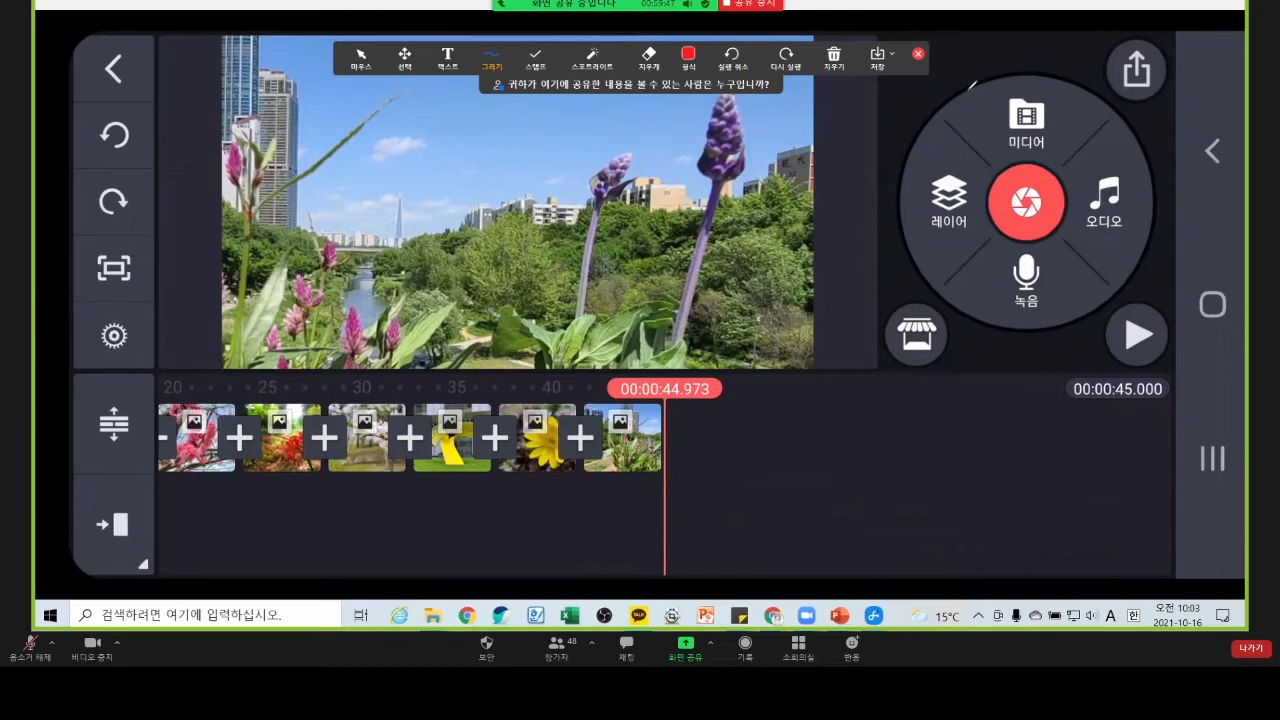 화면 공유 중입니다
00:59:47
공유 중지
마우스
선택
텍스트
그리기
스탬프
스포트라이트
지우개
형식
실행 취소
다시 실행
지우기
저장
귀하가 여기에 공유한 내용을 볼 수 있는 사람은 누구입니까?
미디어
레이어
오디오
녹음
20
25
30
35
40
00:00:44.973
00:00:45.000
검색하려면 여기에 입력하십시오.
TALK
15°C
A
한
오전 10:03
2021-10-16
음소거 해제
비디오 중지
보안
참가자
48
채팅
화면 공유
기록
소회의실
반응
나가기